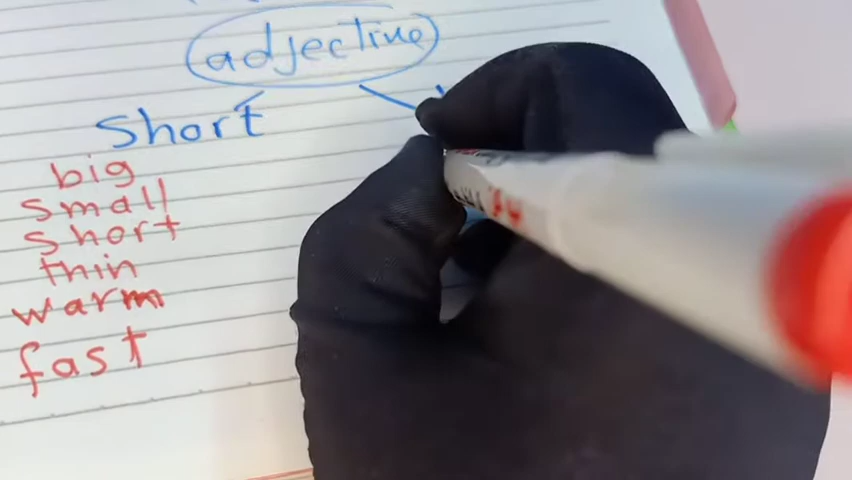 adjective
Short
big
small
short
thin
warm
fast